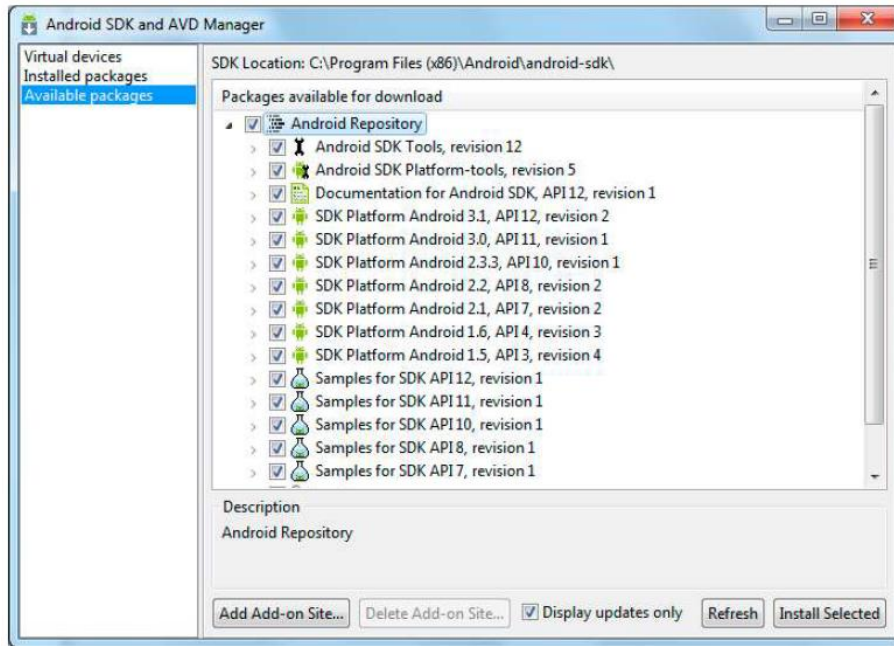 Android SDK and AVD Manager
Virtual devices
Installed packages
Available packages
SDK Location: C:\Program Files (x86)\Android\android-sdk\
Packages available for download
Android Repository
Android SDK Tools, revision 12
Android SDK Platform-tools, revision 5
Documentation for Android SDK, API 12, revision 1
SDK Platform Android 3.1, API 12, revision 2
SDK Platform Android 3.0, API 11, revision 1
SDK Platform Android 2.3.3, API 10, revision 1
SDK Platform Android 2.2, API 8, revision 2
SDK Platform Android 2.1, API 7, revision 2
SDK Platform Android 1.6, API 4, revision 3
SDK Platform Android 1.5, API 3, revision 4
Samples for SDK API 12, revision 1
Samples for SDK API 11, revision 1
Samples for SDK API 10, revision 1
Samples for SDK API 8, revision 1
Samples for SDK API 7, revision 1
Description
Android Repository
Add Add-on Site... Delete Add-on Site... Display updates only Refresh Install Selected